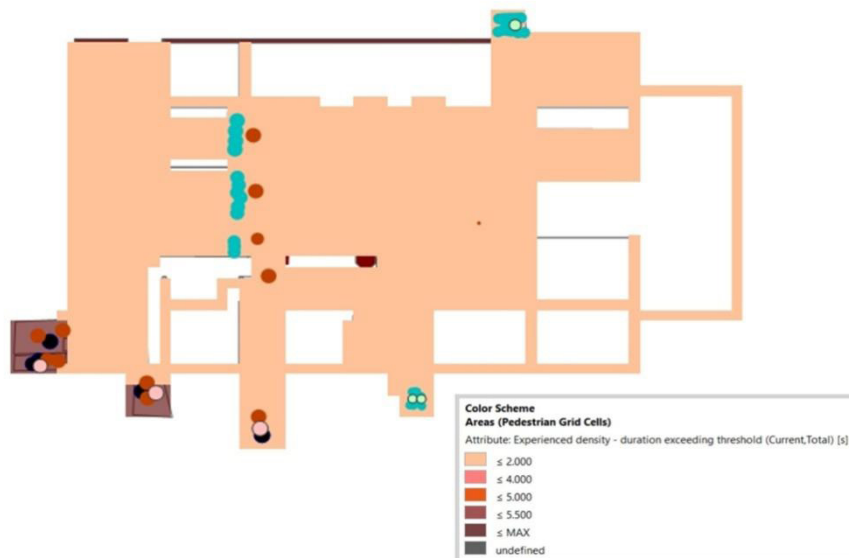 Color Scheme
Areas (Pedestrian Grid Cells)
Attribute: Experienced density - duration exceeding threshold (Current,Total) [s]
≤ 2.000
≤ 4.000
≤ 5.000
≤ 5.500
≤ MAX
undefined